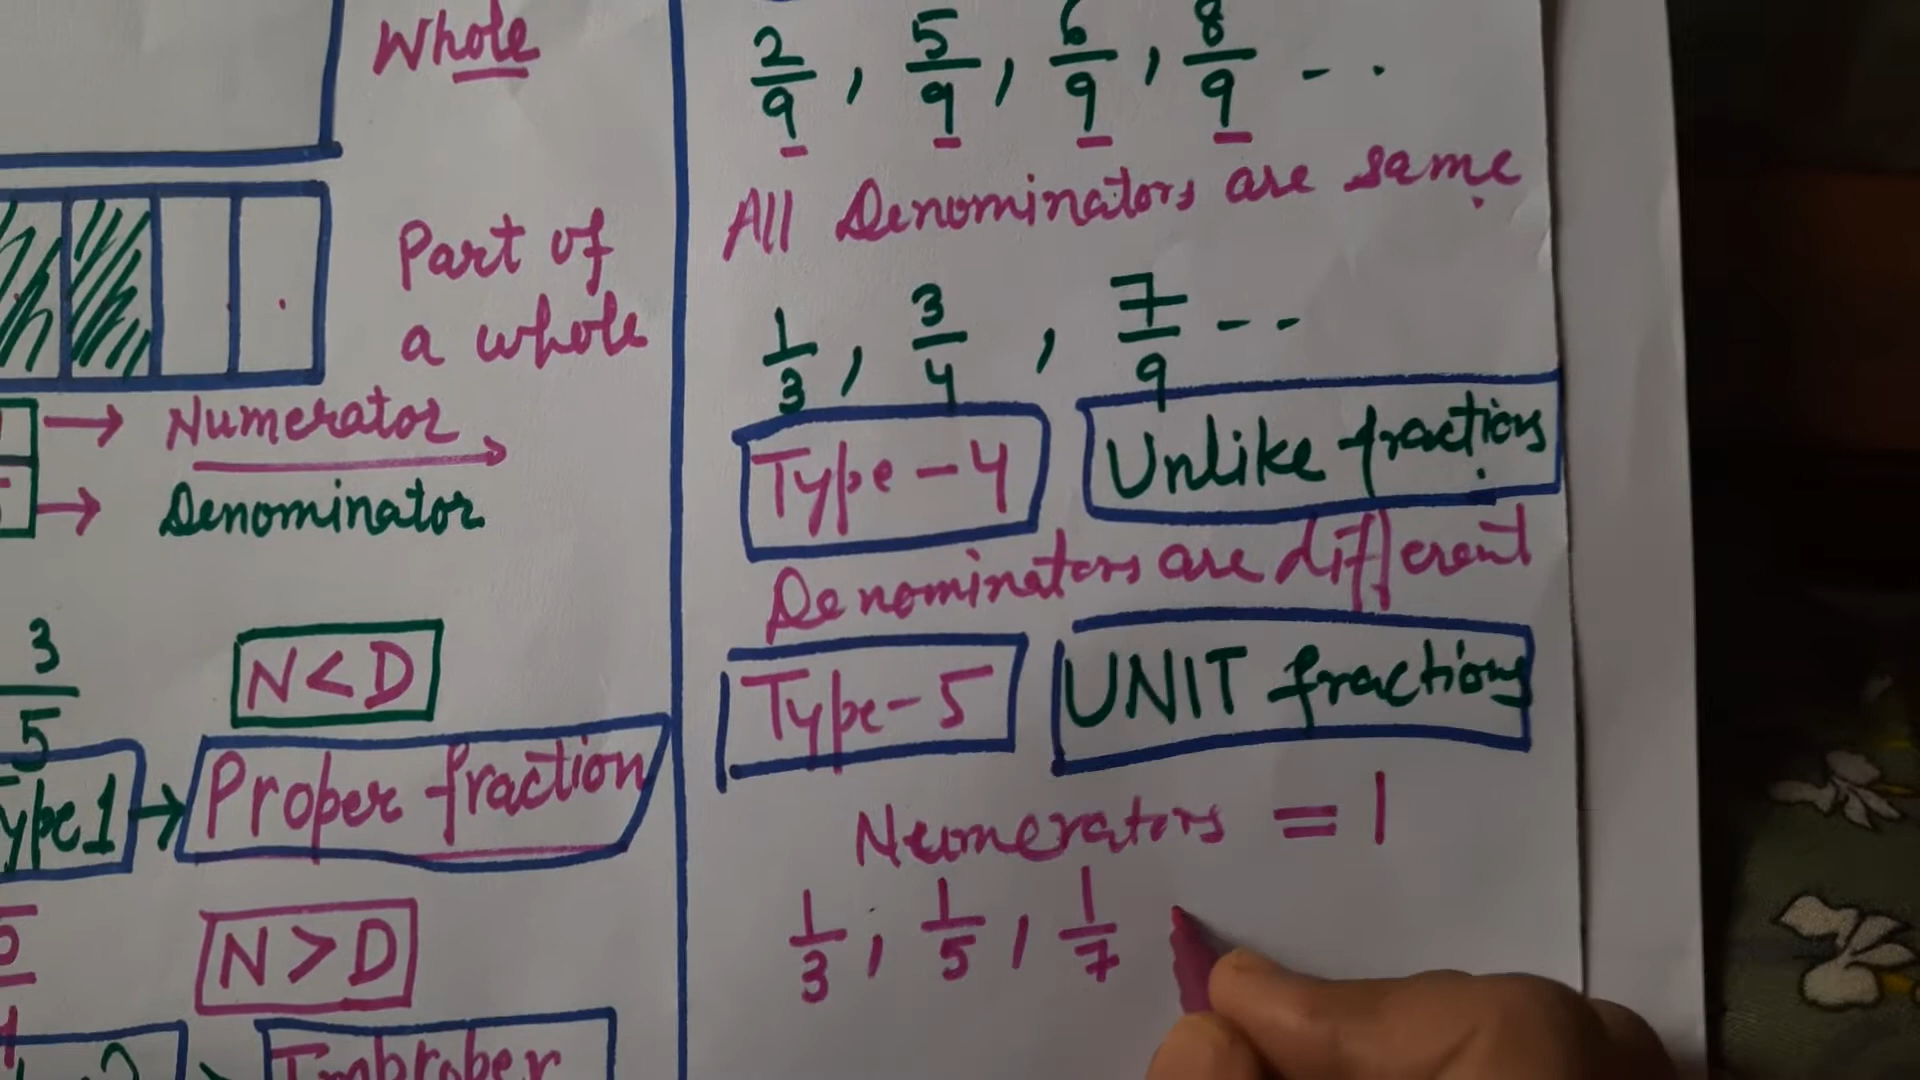 Whole
Part of
a whole
→ Numerator
→ Denominator
3/5
N<D
Type1 → Proper fraction
N>D
Improper
2/9, 5/9, 6/9, 8/9 - ..
All Denominators are same.
1/3, 3/4, 7/9 --
Type-4 Unlike fractions
Denominators are different
Type-5 UNIT fractions
Numerators = 1
1/3, 1/5, 1/7